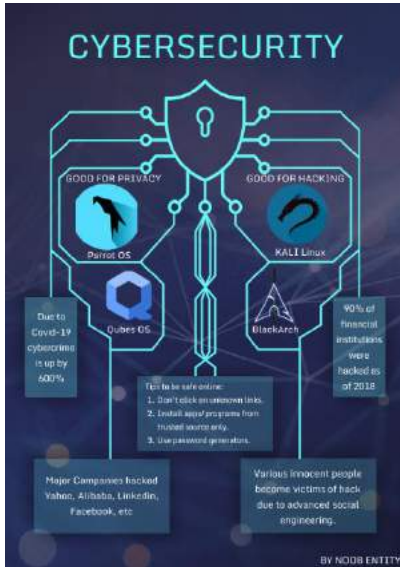 CYBERSECURITY
GOOD FOR PRIVACY
GOOD FOR HACKING
Parrot OS
KALI Linux
Qubes OS
BlackArch
Due to
Covid-19
cybercrime
is up by
600%
90% of
financial
institutions
were
hacked as
of 2018
Tips to be safe online:
1. Don't click on unknown links.
2. Install apps/ programs from
trusted source only.
3. Use password generators.
Major Companies hacked
Yahoo, Alibaba, Linkedin,
Facebook, etc
Various innocent people
become victims of hack
due to advanced social
engineering.
BY NOOB ENTITY